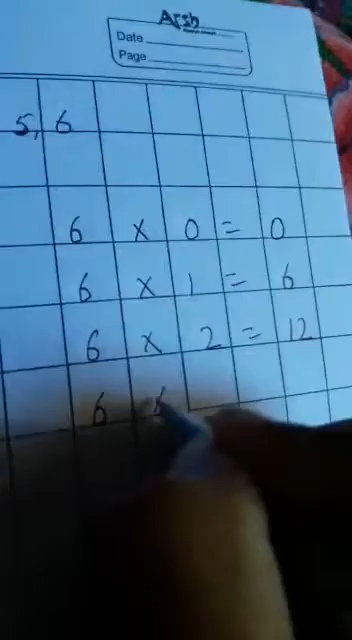 Arsh
Date
Page
5, 6
6 x 0 = 0
6 x 1 = 6
6 x 2 = 12
6